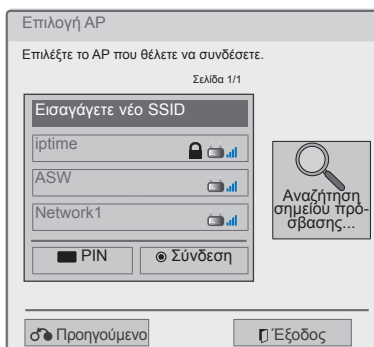 Επιλογή AP
Επιλέξτε το AP που θέλετε να συνδέσετε.
Σελίδα 1/1
Εισαγάγετε νέο SSID
iptime
ASW
Network1
PIN
Σύνδεση
Αναζήτηση
σημείου πρό-
σβασης...
Προηγούμενο
Έξοδος